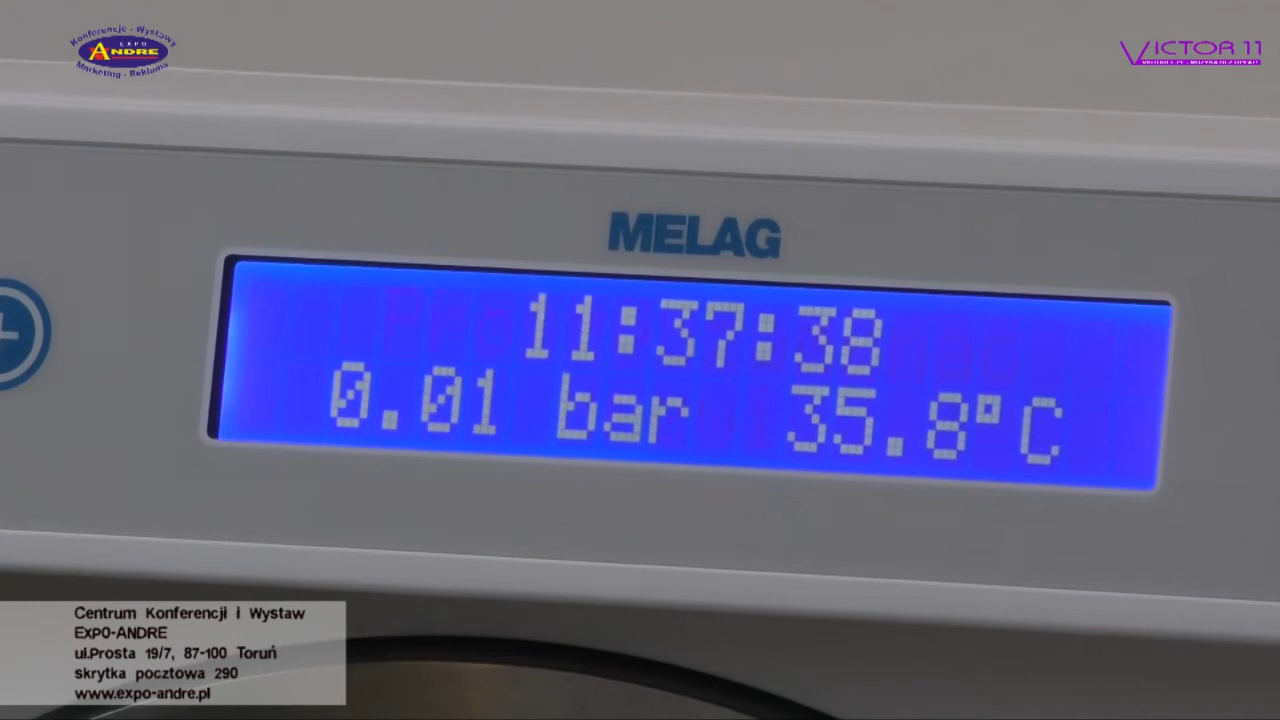 Konferencje - Wystawy
EXPO
ANDRE
Marketing - Reklama
VICTOR 11
MELAG
11:37:38
0.01 bar 35.8°C
Centrum Konferencji i Wystaw
ExpO-ANDRE
ul.Prosta 19/7, 87-100 Toruń
skrytka pocztowa 290
www.expo-andre.pl